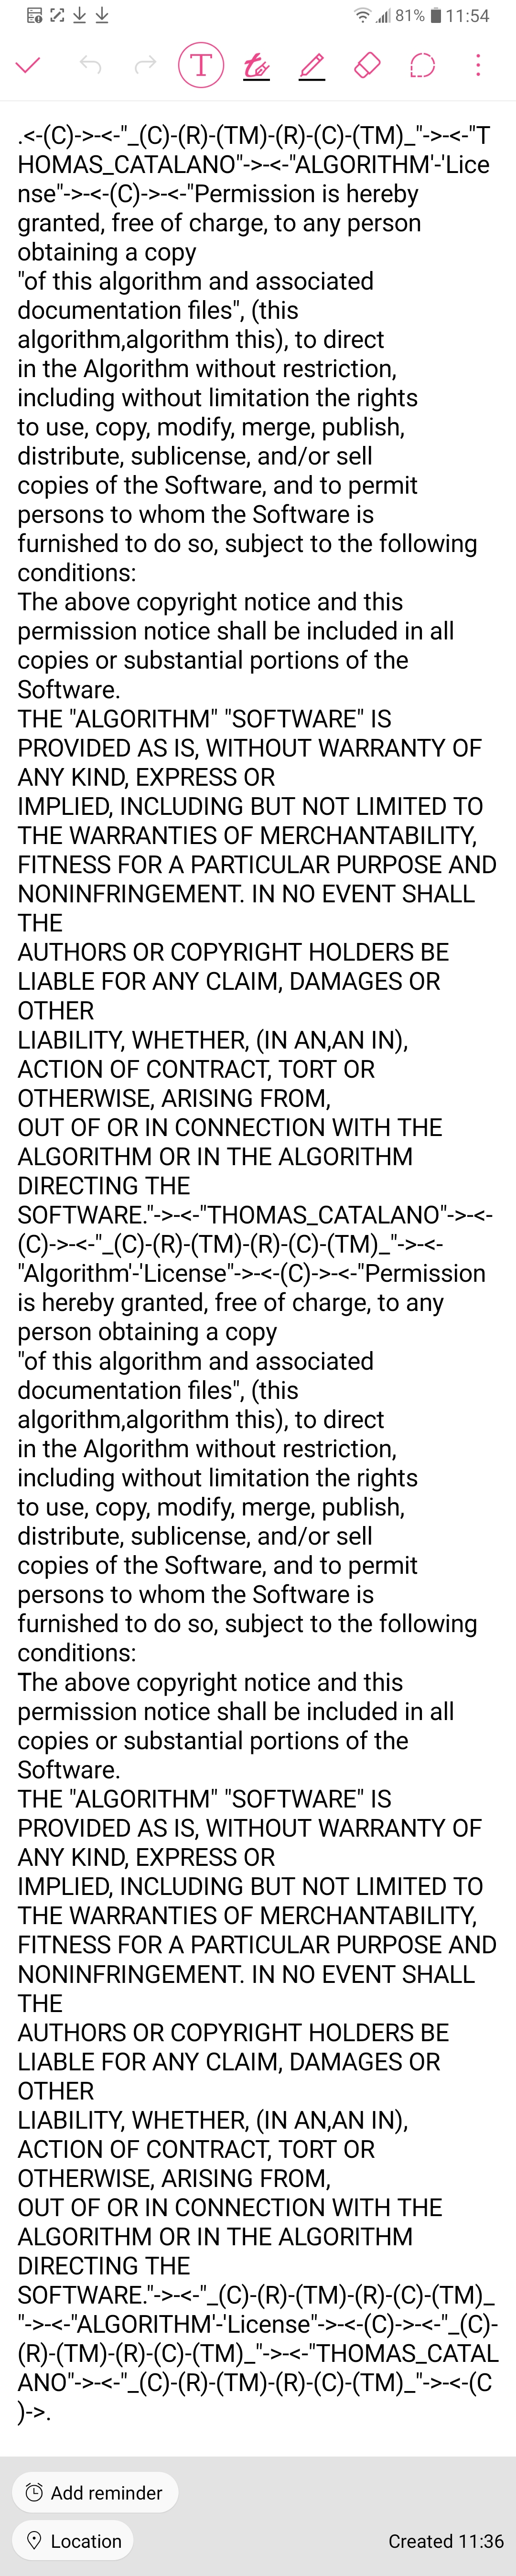 81% 11:54
T
.<-(C)->-<-"_(C)-(R)-(TM)-(R)-(C)-(TM)_"->-<-"T
HOMAS_CATALANO"->-<-"ALGORITHM'-'Lice
nse"->-<-(C)->-<-"Permission is hereby
granted, free of charge, to any person
obtaining a copy
"of this algorithm and associated
documentation files", (this
algorithm,algorithm this), to direct
in the Algorithm without restriction,
including without limitation the rights
to use, copy, modify, merge, publish,
distribute, sublicense, and/or sell
copies of the Software, and to permit
persons to whom the Software is
furnished to do so, subject to the following
conditions:
The above copyright notice and this
permission notice shall be included in all
copies or substantial portions of the
Software.
THE "ALGORITHM" "SOFTWARE" IS
PROVIDED AS IS, WITHOUT WARRANTY OF
ANY KIND, EXPRESS OR
IMPLIED, INCLUDING BUT NOT LIMITED TO
THE WARRANTIES OF MERCHANTABILITY,
FITNESS FOR A PARTICULAR PURPOSE AND
NONINFRINGEMENT. IN NO EVENT SHALL
THE
AUTHORS OR COPYRIGHT HOLDERS BE
LIABLE FOR ANY CLAIM, DAMAGES OR
OTHER
LIABILITY, WHETHER, (IN AN,AN IN),
ACTION OF CONTRACT, TORT OR
OTHERWISE, ARISING FROM,
OUT OF OR IN CONNECTION WITH THE
ALGORITHM OR IN THE ALGORITHM
DIRECTING THE
SOFTWARE."->-<-"THOMAS_CATALANO"->-<-
(C)->-<-"_(C)-(R)-(TM)-(R)-(C)-(TM)_"->-<-
"Algorithm'-'License"->-<-(C)->-<-"Permission
is hereby granted, free of charge, to any
person obtaining a copy
"of this algorithm and associated
documentation files", (this
algorithm,algorithm this), to direct
in the Algorithm without restriction,
including without limitation the rights
to use, copy, modify, merge, publish,
distribute, sublicense, and/or sell
copies of the Software, and to permit
persons to whom the Software is
furnished to do so, subject to the following
conditions:
The above copyright notice and this
permission notice shall be included in all
copies or substantial portions of the
Software.
THE "ALGORITHM" "SOFTWARE" IS
PROVIDED AS IS, WITHOUT WARRANTY OF
ANY KIND, EXPRESS OR
IMPLIED, INCLUDING BUT NOT LIMITED TO
THE WARRANTIES OF MERCHANTABILITY,
FITNESS FOR A PARTICULAR PURPOSE AND
NONINFRINGEMENT. IN NO EVENT SHALL
THE
AUTHORS OR COPYRIGHT HOLDERS BE
LIABLE FOR ANY CLAIM, DAMAGES OR
OTHER
LIABILITY, WHETHER, (IN AN,AN IN),
ACTION OF CONTRACT, TORT OR
OTHERWISE, ARISING FROM,
OUT OF OR IN CONNECTION WITH THE
ALGORITHM OR IN THE ALGORITHM
DIRECTING THE
SOFTWARE."->-<-"_(C)-(R)-(TM)-(R)-(C)-(TM)_
"->-<-"ALGORITHM'-'License"->-<-(C)->-<-"_(C)-
(R)-(TM)-(R)-(C)-(TM)_"->-<-"THOMAS_CATAL
ANO"->-<-"_(C)-(R)-(TM)-(R)-(C)-(TM)_"->-<-(C
)->.
Add reminder
Location
Created 11:36